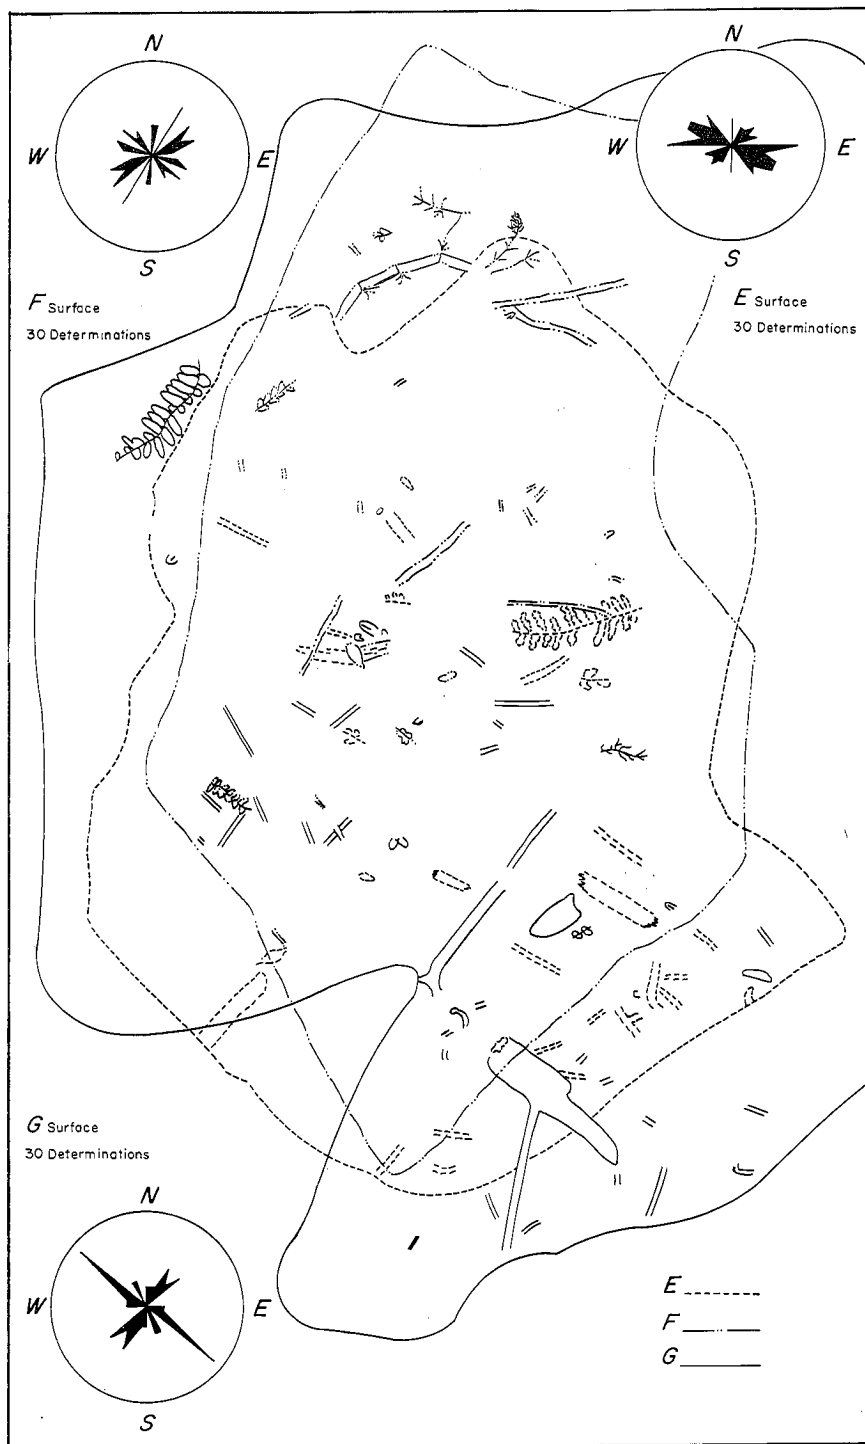 N
W E
S
F Surface
30 Determinations
N
W E
S
E Surface
30 Determinations
G Surface
30 Determinations
N
W E
S
E
F
G